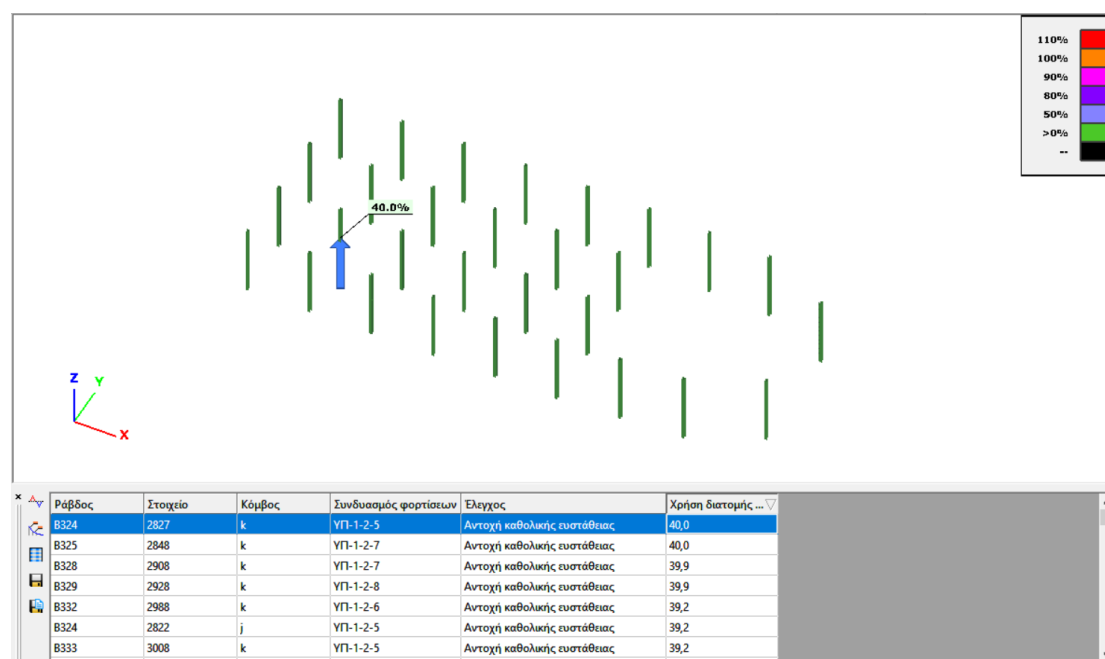 110%
100%
90%
80%
50%
>0%
--
40.0%
Z Y
X
Ράβδος Στοιχείο Κόμβος Συνδυασμός φορτίσεων Έλεγχος Χρήση διατομής ...
B324 2827 k ΥΠ-1-2-5 Αντοχή καθολικής ευστάθειας 40,0
B325 2848 k ΥΠ-1-2-7 Αντοχή καθολικής ευστάθειας 40,0
B328 2908 k ΥΠ-1-2-7 Αντοχή καθολικής ευστάθειας 39,9
B329 2928 k ΥΠ-1-2-8 Αντοχή καθολικής ευστάθειας 39,9
B332 2988 k ΥΠ-1-2-6 Αντοχή καθολικής ευστάθειας 39,2
B324 2822 j ΥΠ-1-2-5 Αντοχή καθολικής ευστάθειας 39,2
B333 3008 k ΥΠ-1-2-5 Αντοχή καθολικής ευστάθειας 39,2